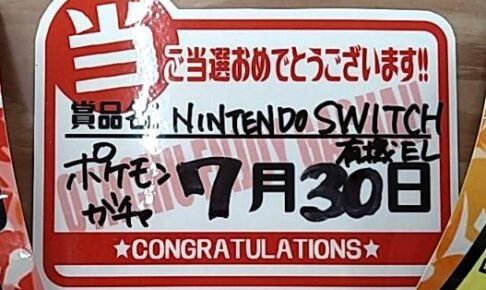 当
ご当選おめでとうございます!!
賞品名 NINTENDO SWITCH
有機EL
ポケモン
ガチャ
7月30日
★CONGRATULATIONS★